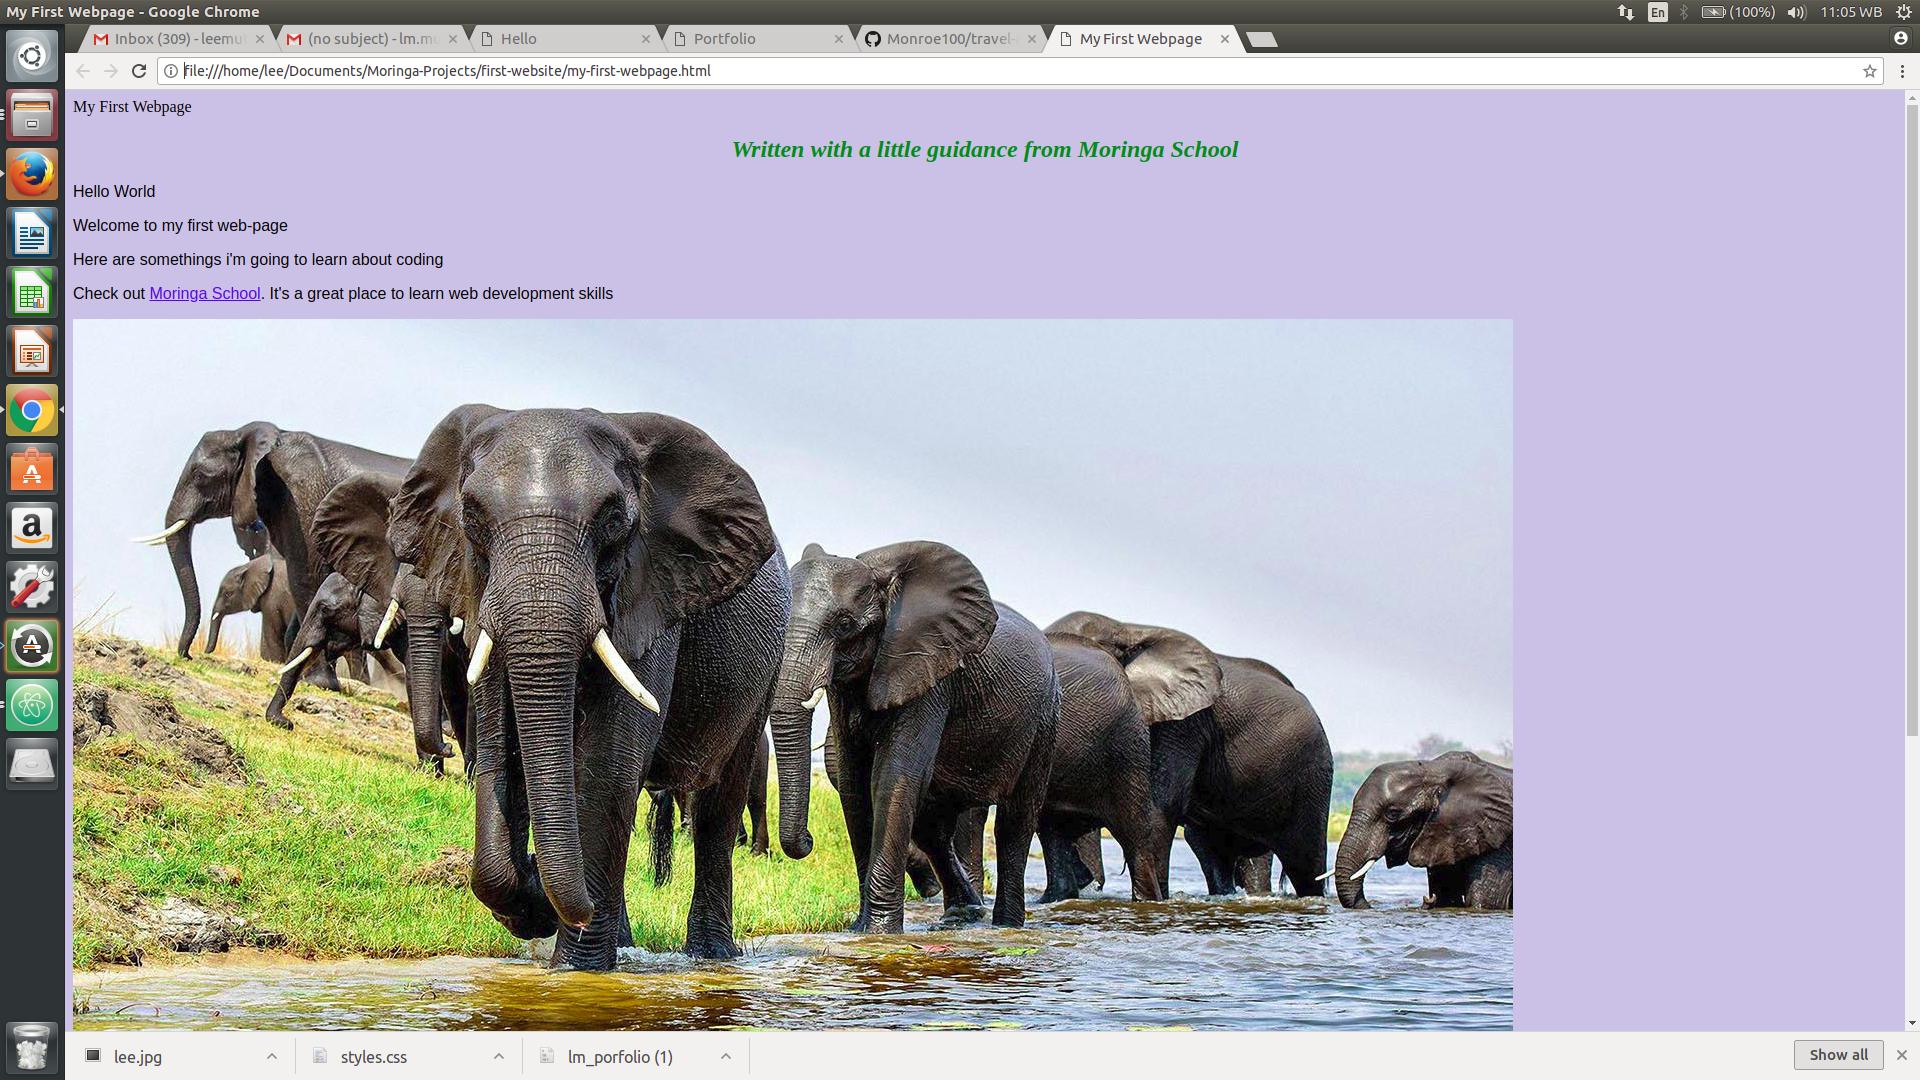 My First Webpage - Google Chrome
En
(100%)
11:05 WB
Inbox (309) - leemu
(no subject) - lm.mu
Hello
Portfolio
Monroe100/travel-
My First Webpage
file:///home/lee/Documents/Moringa-Projects/first-website/my-first-webpage.html
My First Webpage
Written with a little guidance from Moringa School
Hello World
Welcome to my first web-page
Here are somethings i'm going to learn about coding
Check out Moringa School. It's a great place to learn web development skills
lee.jpg
styles.css
lm_porfolio (1)
Show all